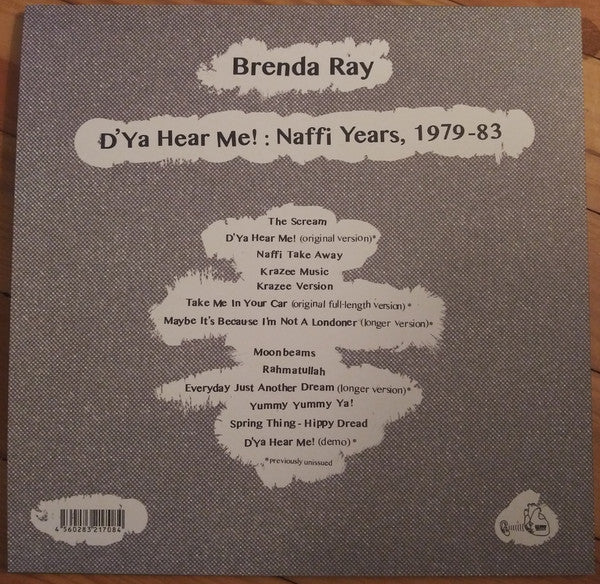 Brenda Ray
D'Ya Hear Me! : Naffi Years, 1979-83
The Scream
D'Ya Hear Me! (original version)*
Naffi Take Away
Krazee Music
Krazee Version
Take Me In Your Car (original full-length version)*
Maybe It's Because I'm Not A Londoner (longer version)*
Moonbeams
Rahmatullah
Everyday Just Another Dream (longer version)*
Yummy Yummy Ya!
Spring Thing - Hippy Dread
D'Ya Hear Me! (demo)*
*previously unissued
4 560283 217084